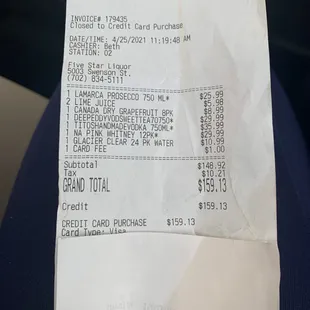 INVOICE# 179435
Closed to Credit Card Purchase
DATE/TIME: 4/25/2021 11:19:48 AM
CASHIER: Beth
STATION: 02
Five Star Liquor
5003 Swenson St.
(702) 834-5111
1 LAMARCA PROSECCO 750 ML* $25.99
2 LIME JUICE $5.98
1 CANADA DRY GRAPEFRUIT 8PK $8.99
1 DEEPEDDYVODSWEETTEA70750* $29.99
1 TITOSHANDMADEVODKA 750ML* $35.99
1 NA PINK WHITNEY 12PK* $29.99
1 GLACIER CLEAR 24 PK WATER $10.99
1 CARD FEE $1.00
Subtotal $148.92
Tax $10.21
GRAND TOTAL $159.13
Credit $159.13
CREDIT CARD PURCHASE $159.13
Card Type: Visa